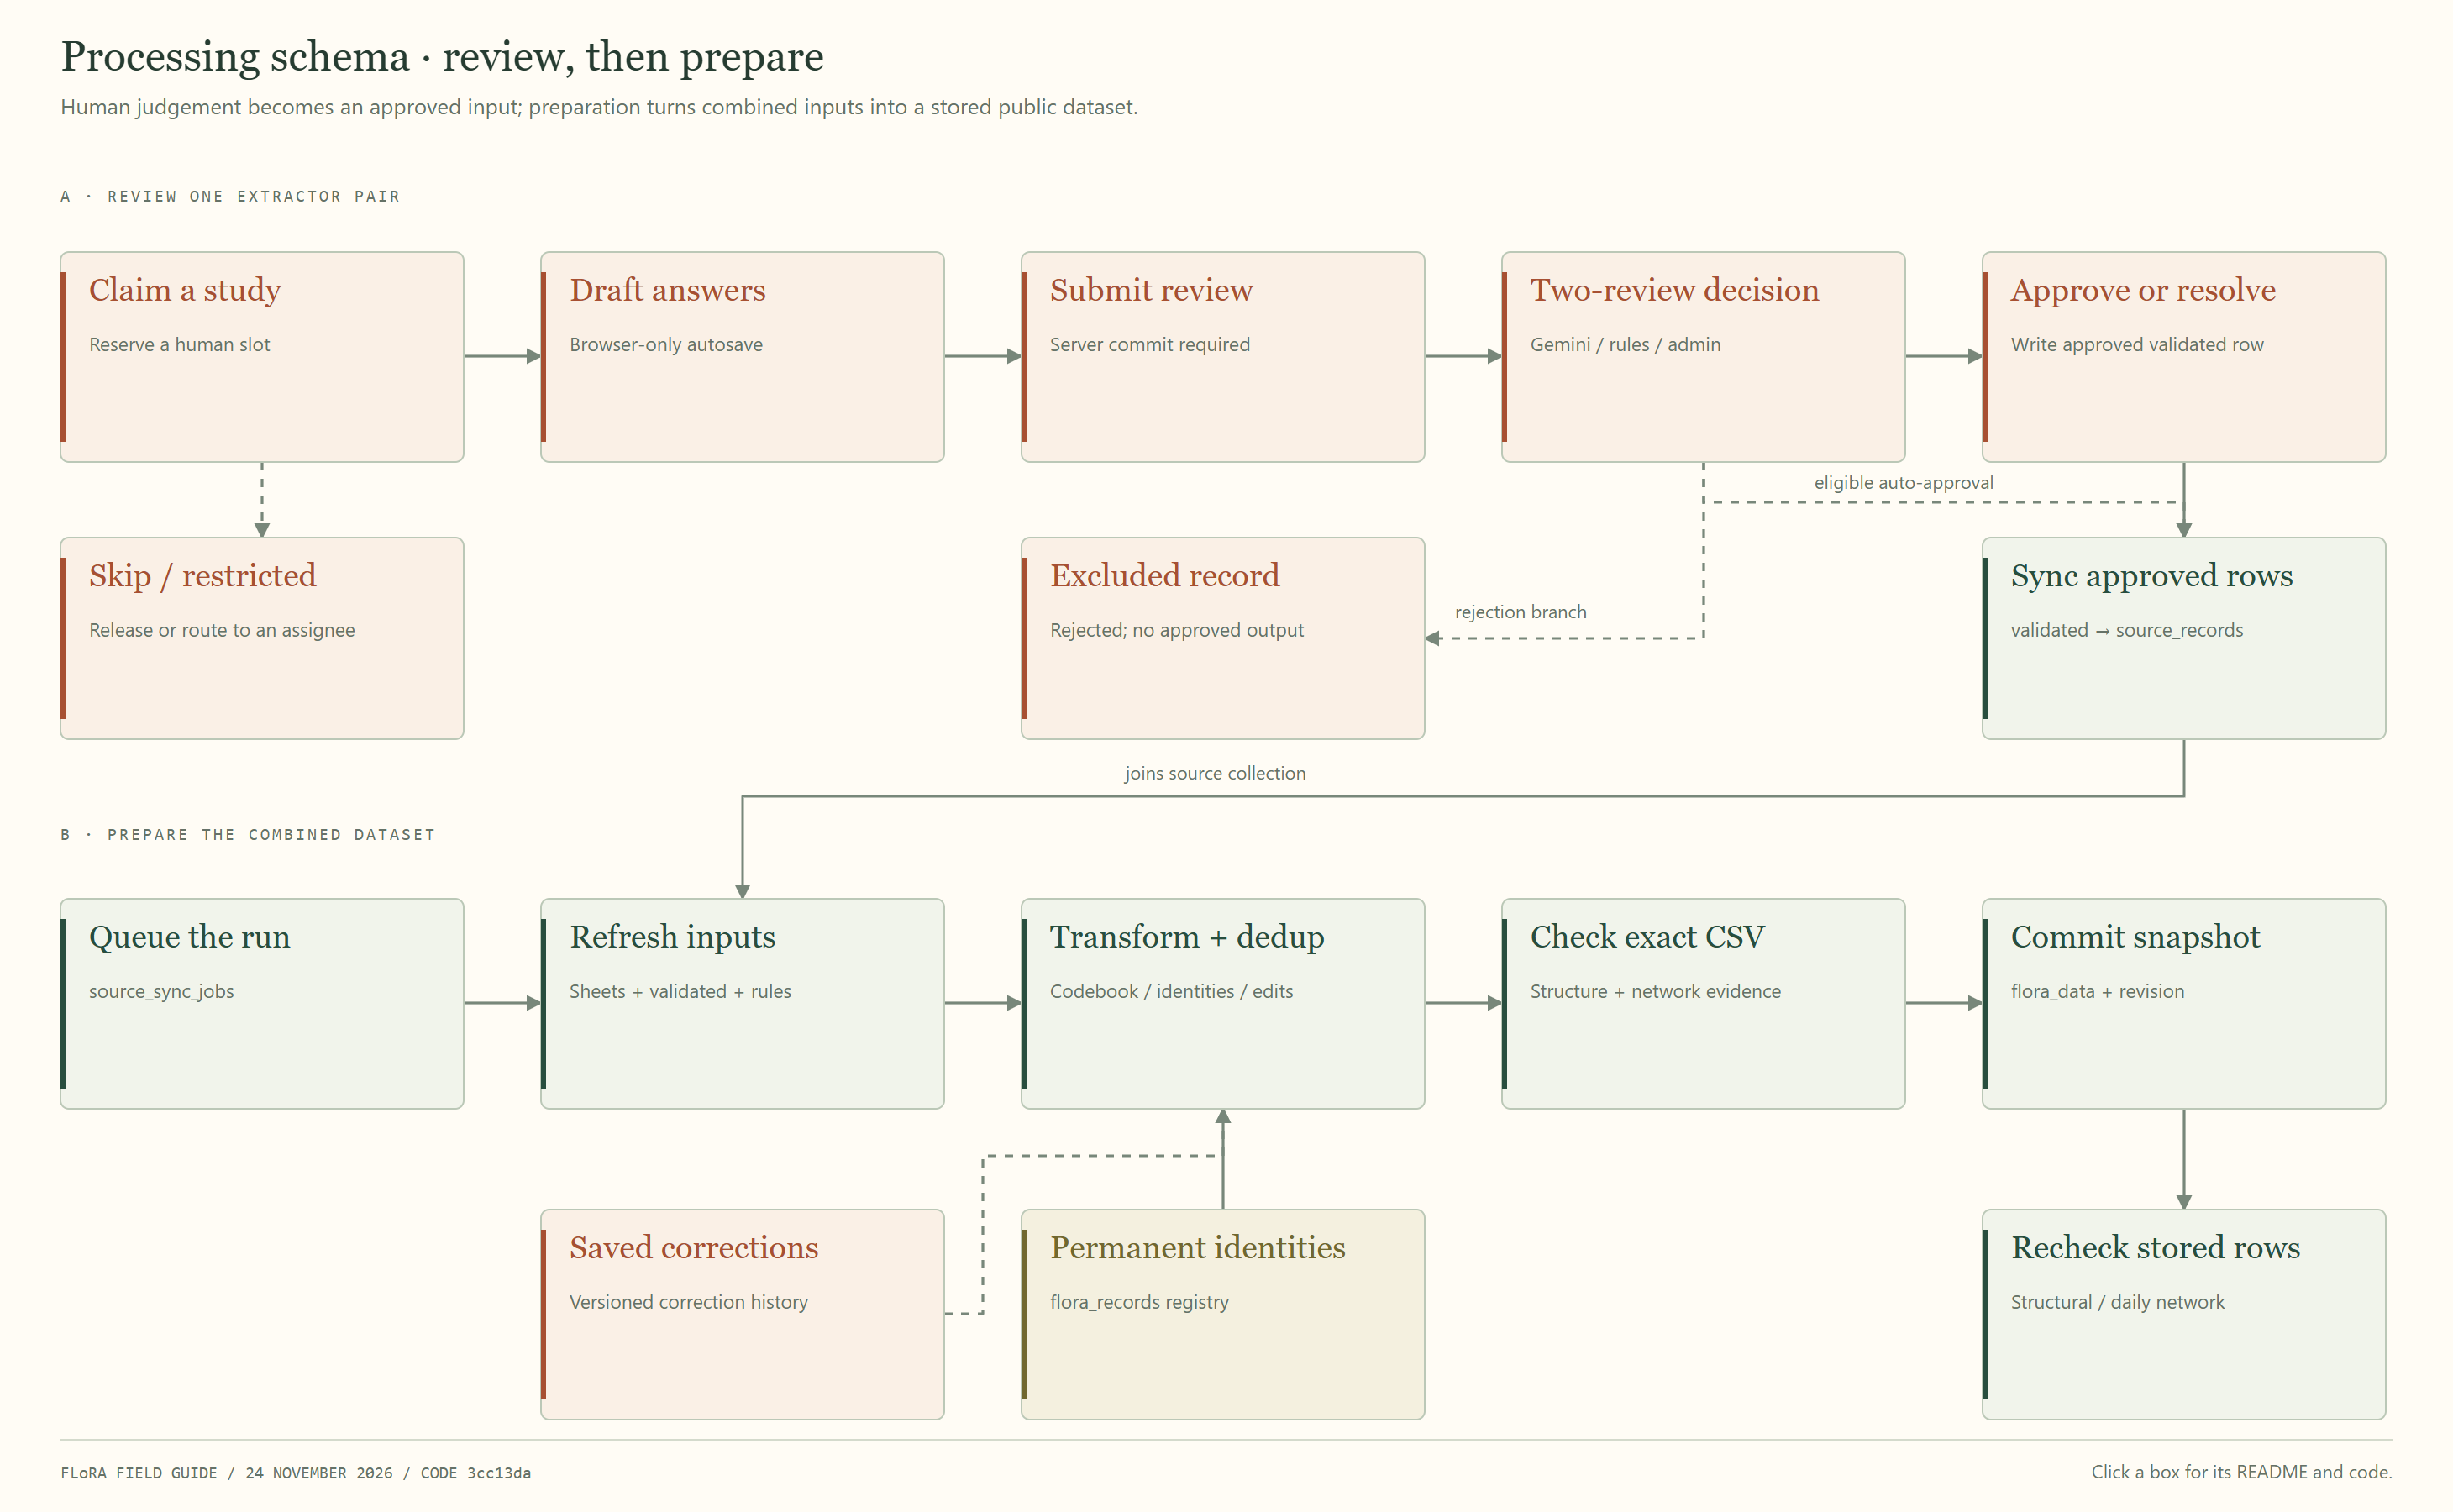 Processing schema · review, then prepare
Human judgement becomes an approved input; preparation turns combined inputs into a stored public dataset.
A · REVIEW ONE EXTRACTOR PAIR
Claim a study
Reserve a human slot
Draft answers
Browser-only autosave
Submit review
Server commit required
Two-review decision
Gemini / rules / admin
Approve or resolve
Write approved validated row
eligible auto-approval
Skip / restricted
Release or route to an assignee
Excluded record
Rejected; no approved output
rejection branch
Sync approved rows
validated → source_records
joins source collection
B · PREPARE THE COMBINED DATASET
Queue the run
source_sync_jobs
Refresh inputs
Sheets + validated + rules
Transform + dedup
Codebook / identities / edits
Check exact CSV
Structure + network evidence
Commit snapshot
flora_data + revision
Saved corrections
Versioned correction history
Permanent identities
flora_records registry
Recheck stored rows
Structural / daily network
FLoRA FIELD GUIDE / 24 NOVEMBER 2026 / CODE 3cc13da
Click a box for its README and code.